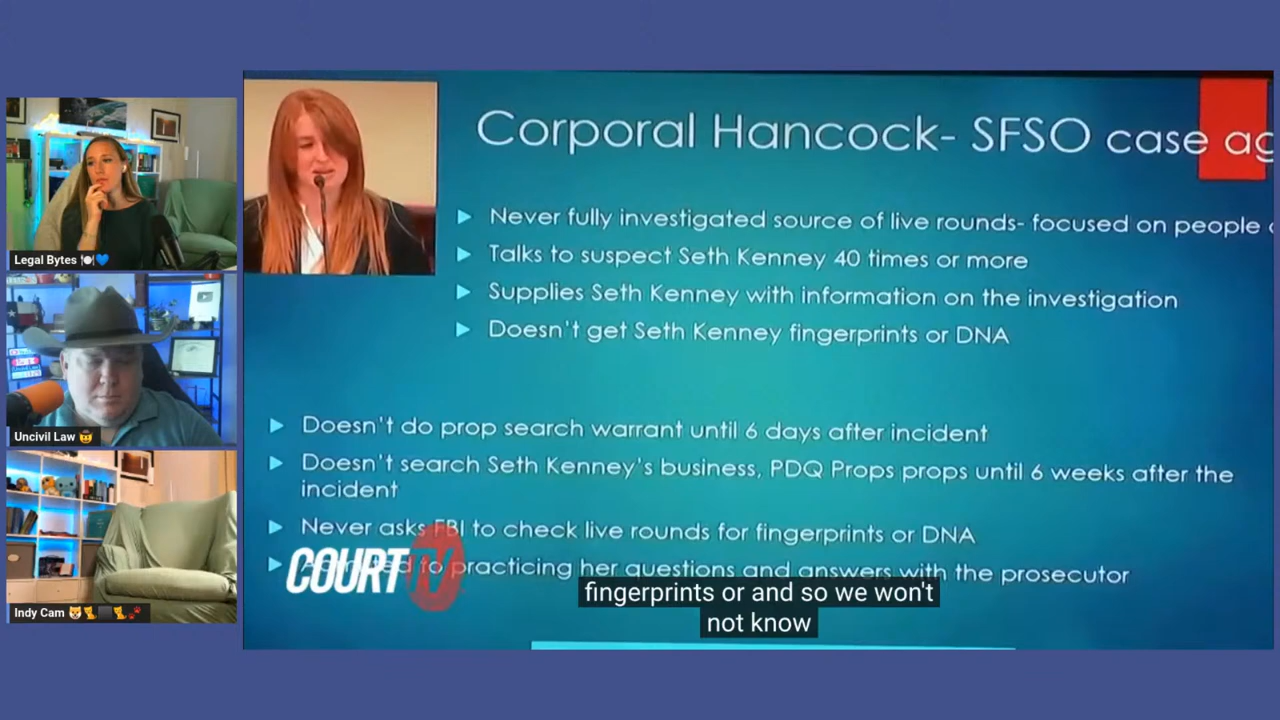 Corporal Hancock- SFSO case ag
Never fully investigated source of live rounds- focused on people
Talks to suspect Seth Kenney 40 times or more
Supplies Seth Kenney with information on the investigation
Doesn't get Seth Kenney fingerprints or DNA
Doesn't do prop search warrant until 6 days after incident
Doesn't search Seth Kenney's business, PDQ Props props until 6 weeks after the
incident
Never asks FBI to check live rounds for fingerprints or DNA
to practicing her questions and answers with the prosecutor
COURT TV
fingerprints or and so we won't
not know
Legal Bytes 🍽💙
Uncivil Law 🤠
Indy Cam